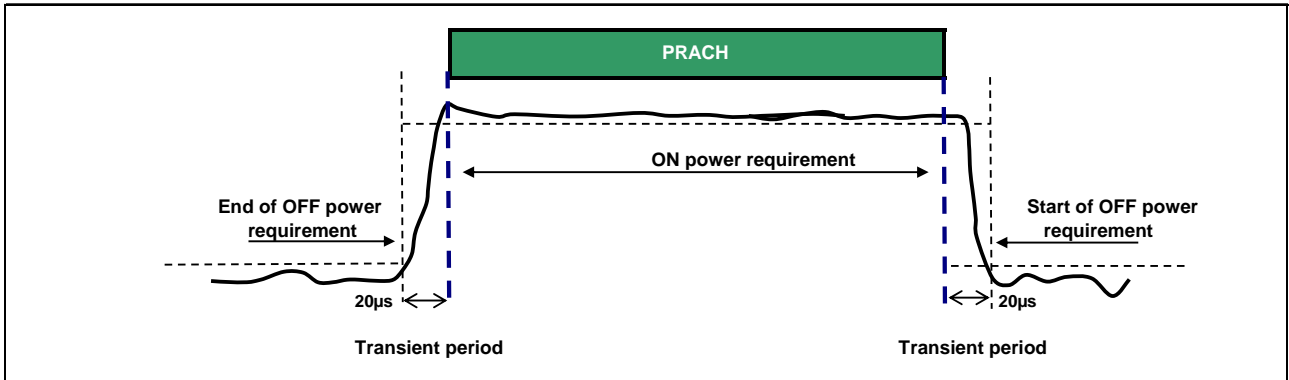 PRACH
ON power requirement
End of OFF power
requirement
Start of OFF power
requirement
20µs
20µs
Transient period
Transient period